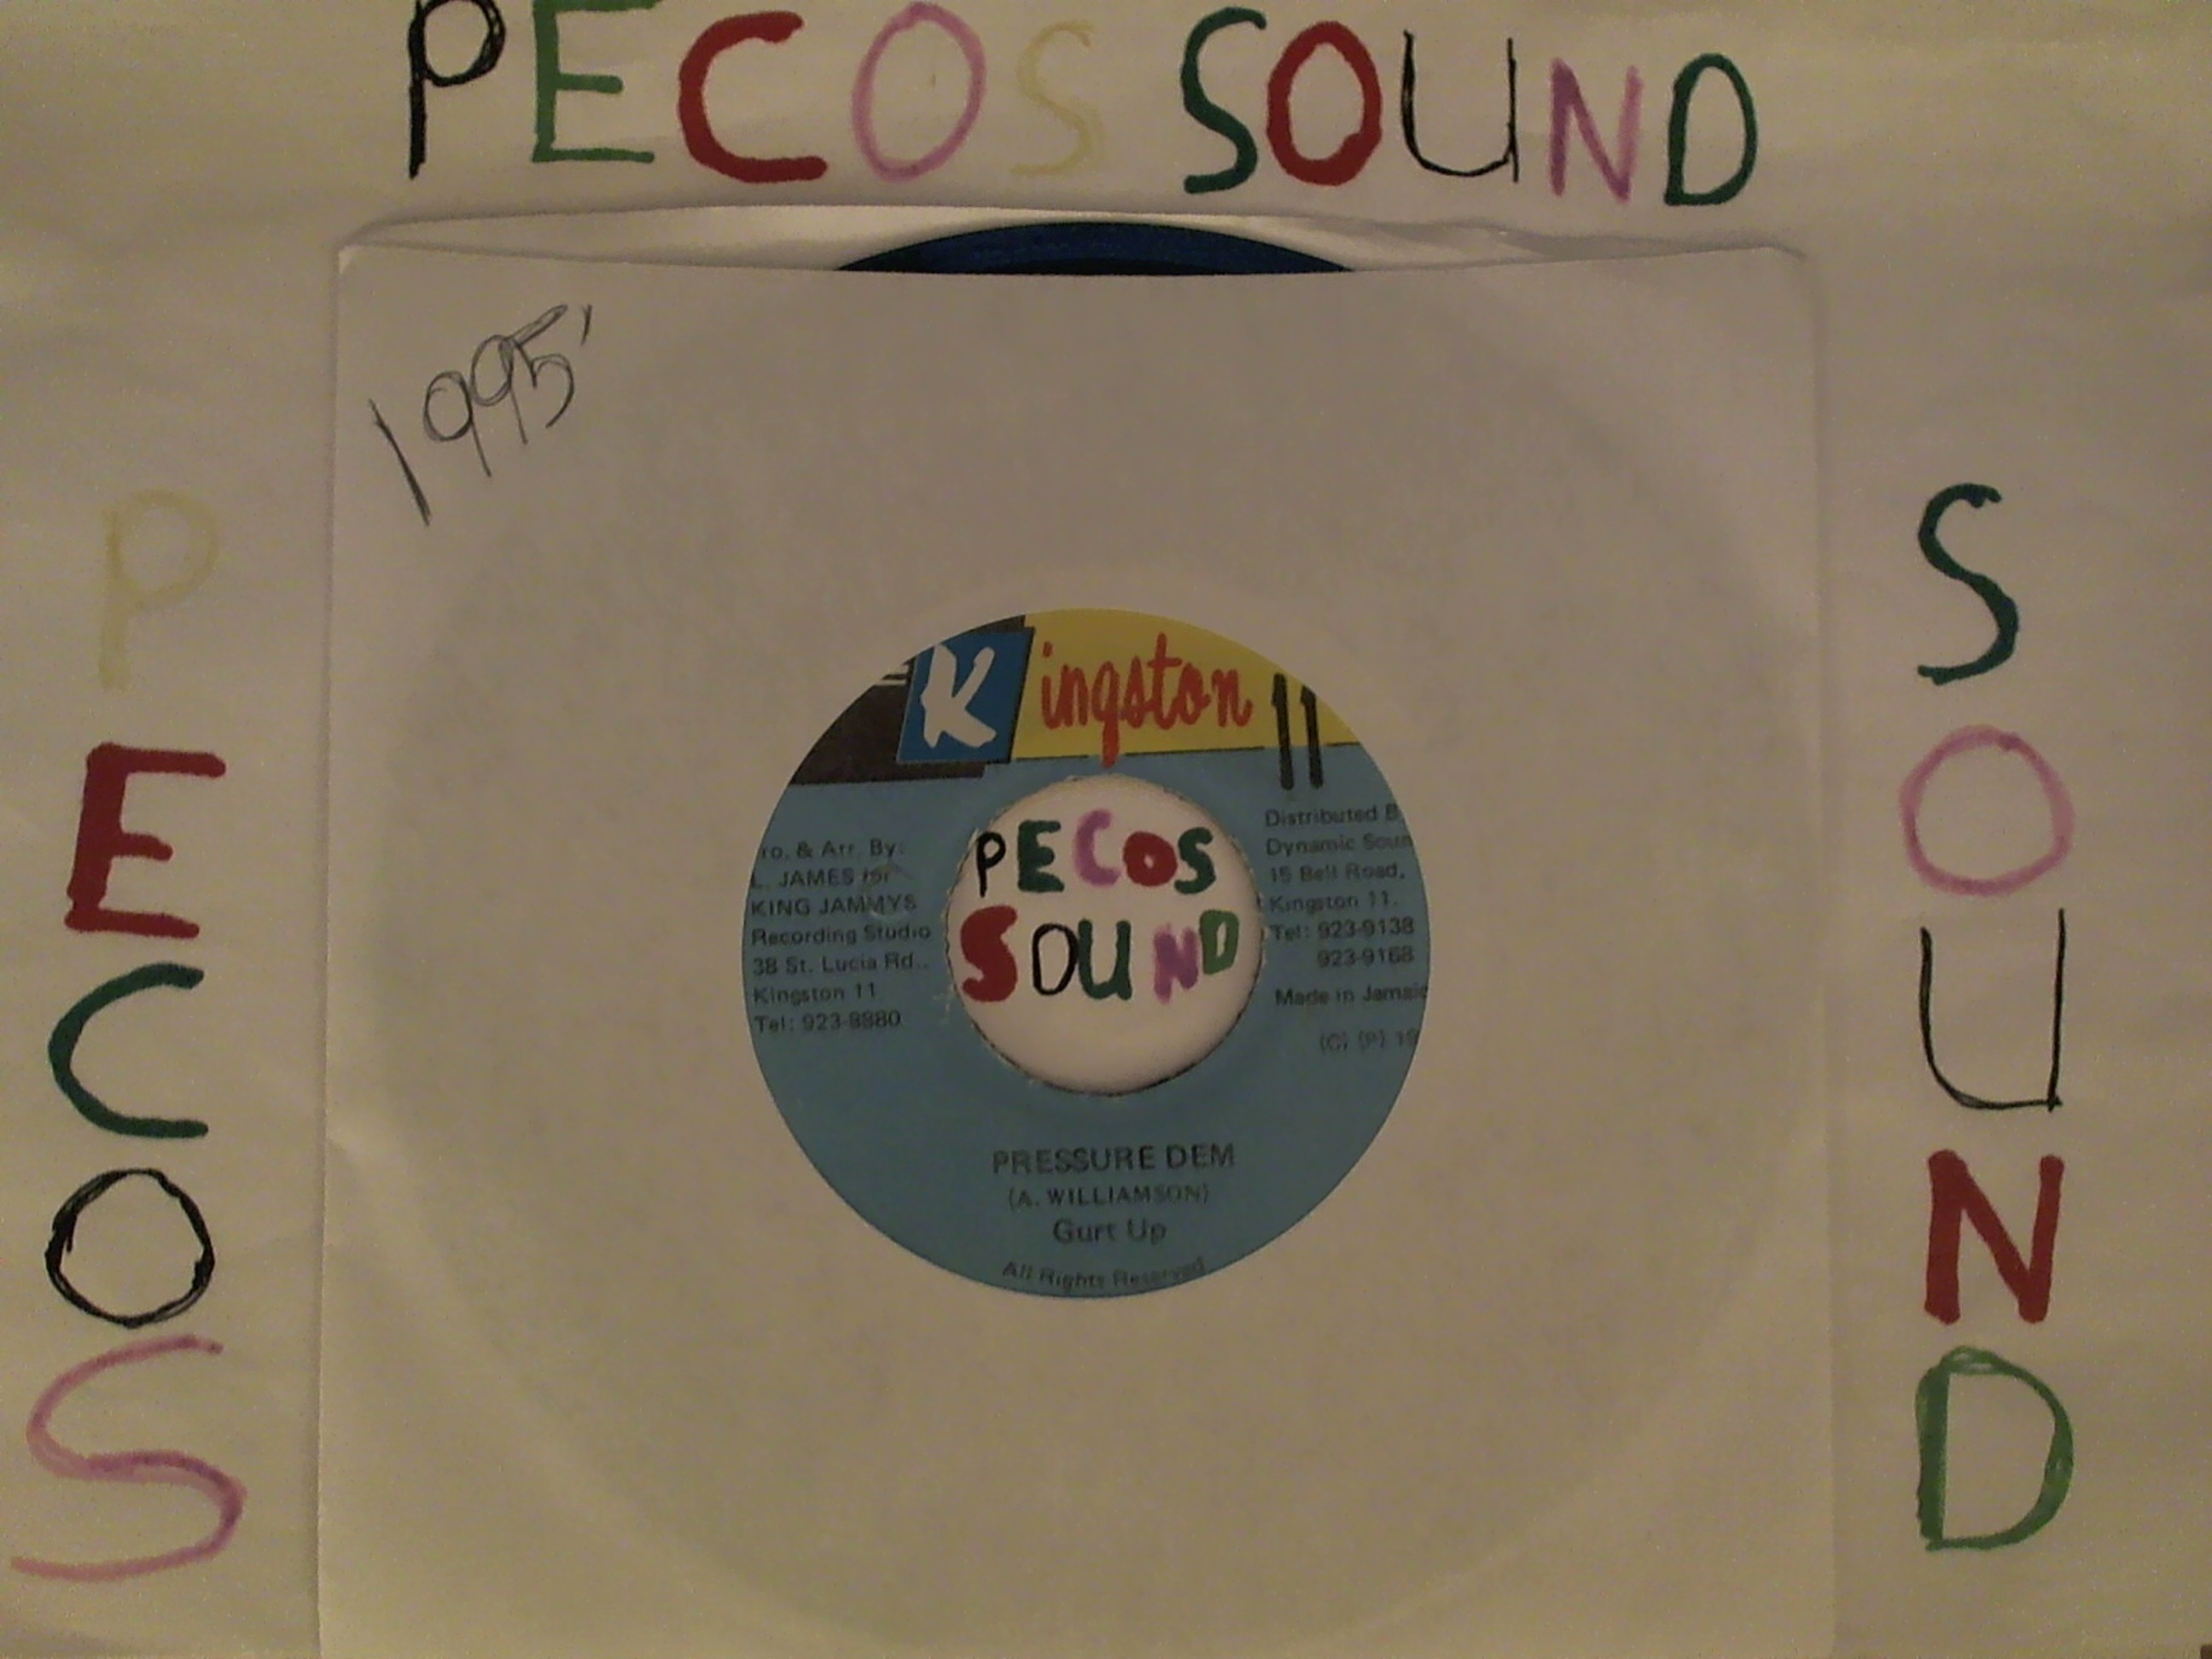 PECOS SOUND
1995'
PECOS
SOUND
Kingston 11
ro. & Arr. By:
L. JAMES for
KING JAMMYS
Recording Studio
38 St. Lucia Rd..
Kingston 11
Tel: 923-8880
PECOS
SOUND
Distributed B
Dynamic Soun
15 Bell Road,
Kingston 11.
Tel: 923-9138
923-9168
Made in Jamaic
(C) (P) 19
PRESSURE DEM
(A. WILLIAMSON)
Gurt Up
All Rights Reserved